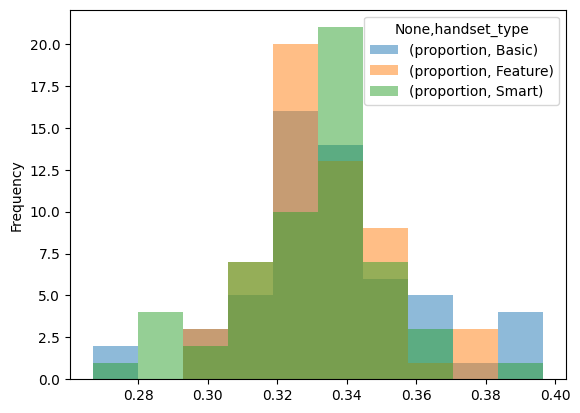 None,handset_type
(proportion, Basic)
(proportion, Feature)
(proportion, Smart)
Frequency
20.0
17.5
15.0
12.5
10.0
7.5
5.0
2.5
0.0
0.28 0.30 0.32 0.34 0.36 0.38 0.40